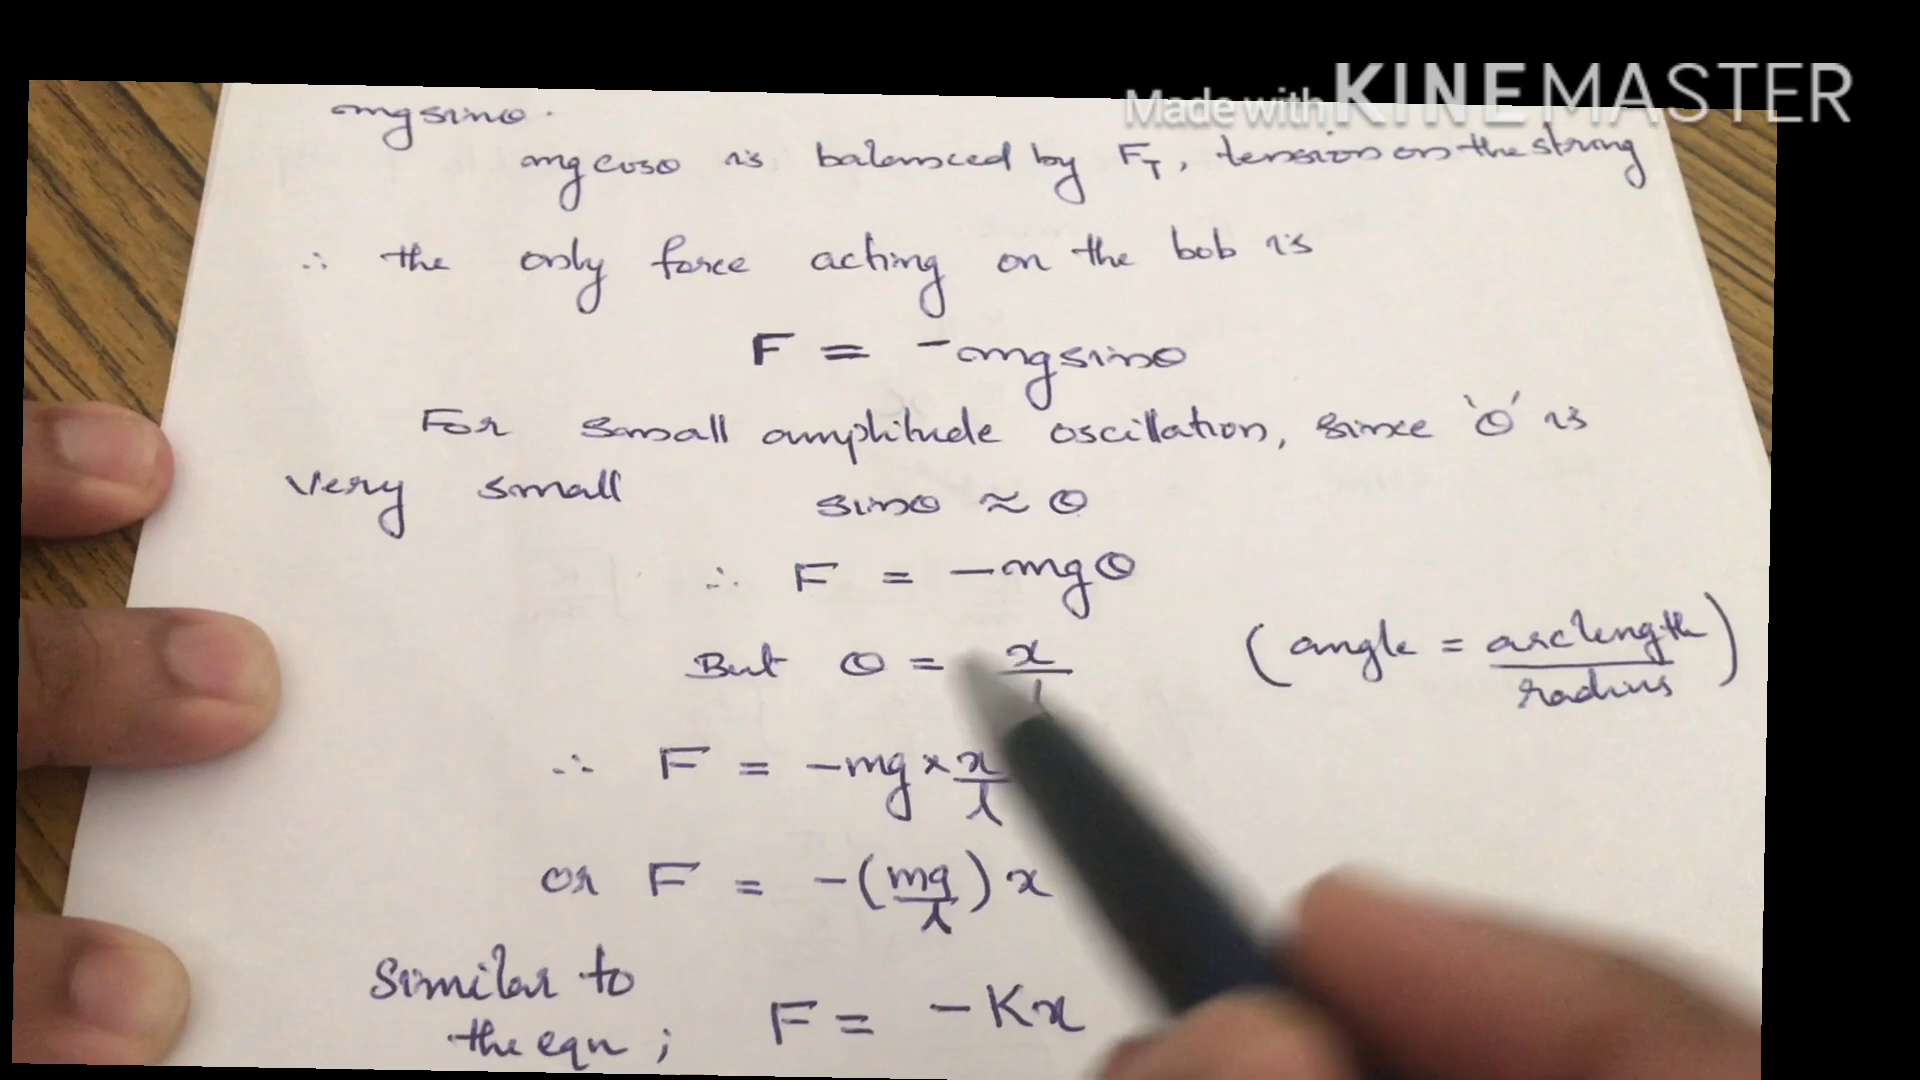 Made with KINEMASTER
mg sinθ.
mg cosθ is balanced by F_T, tension on the string
∴ the only force acting on the bob is
F = -mg sinθ
For small amplitude oscillation, since 'θ' is
very small sinθ ≈ θ
∴ F = -mgθ
But θ = x/l (angle = arc length/radius)
∴ F = -mg × x/l
or F = -(mg/l) x
Similar to
the eqn ; F = -Kx